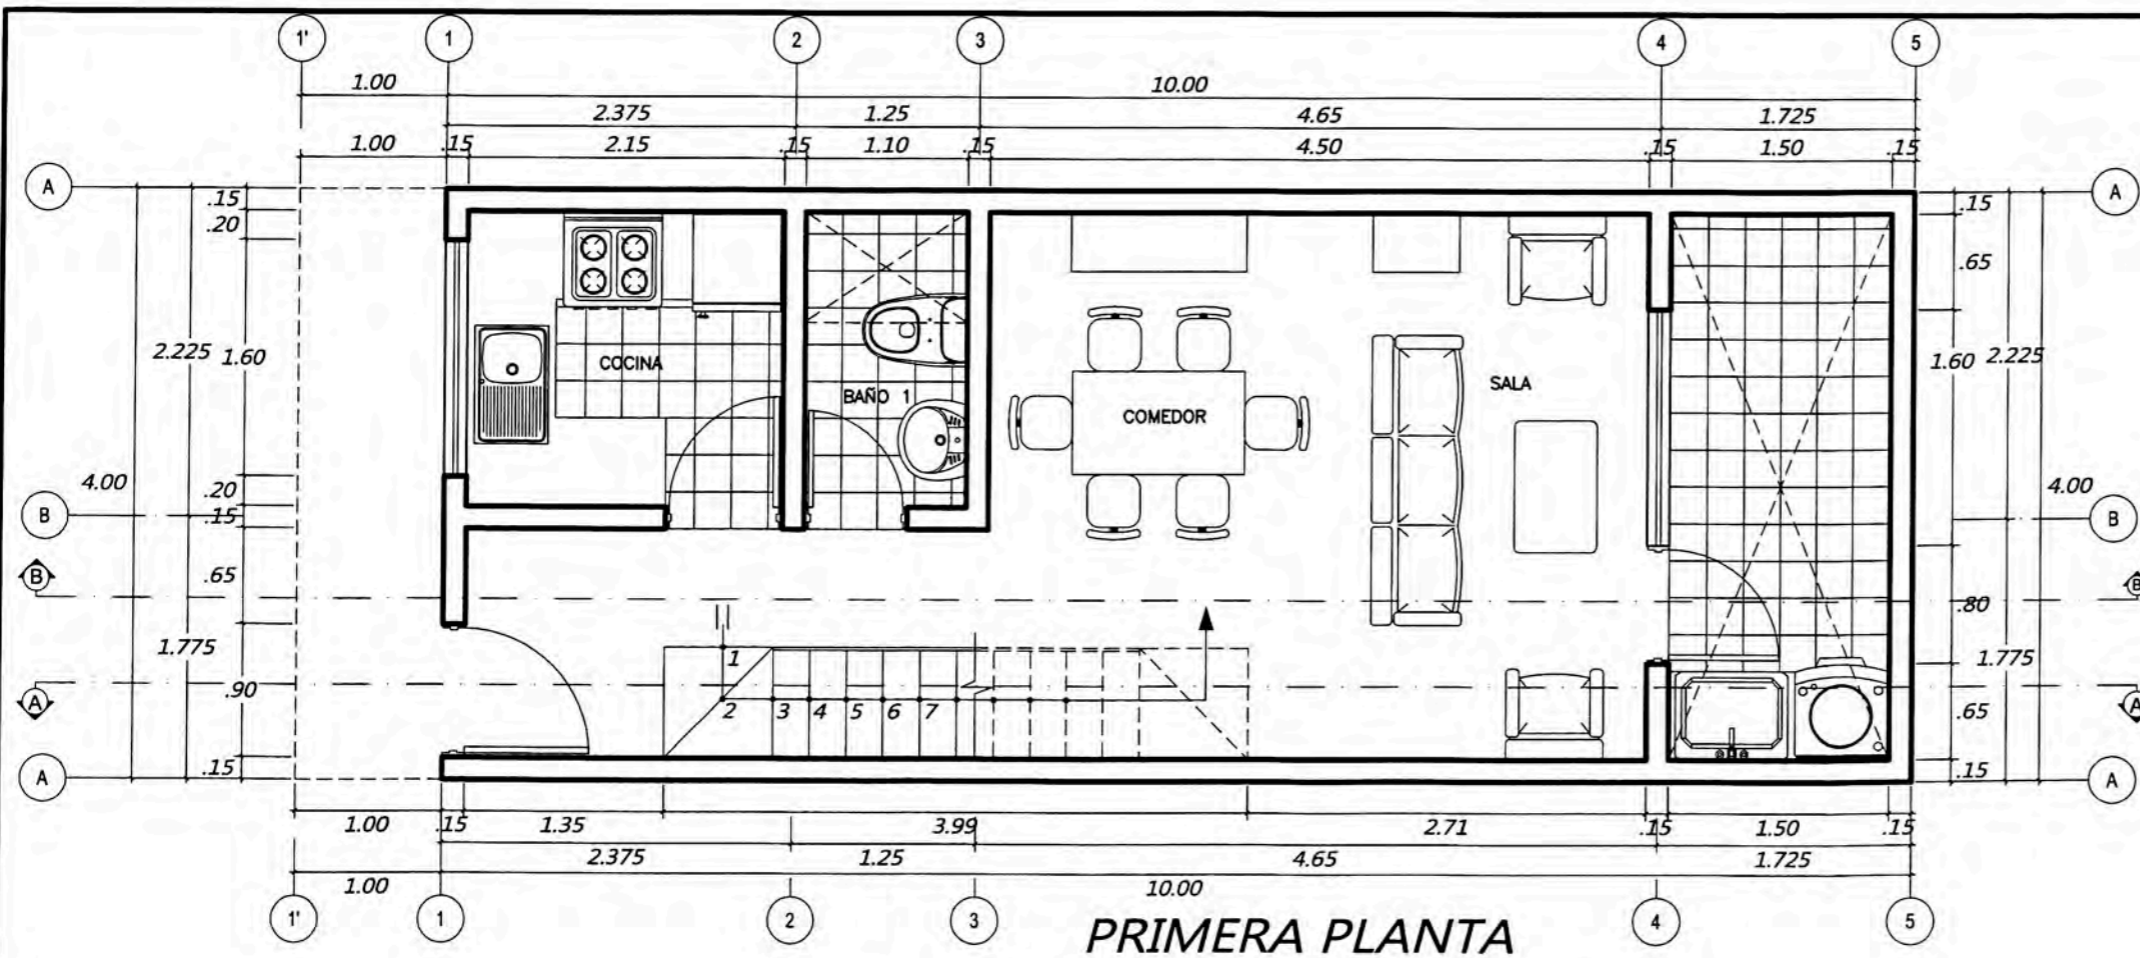 1' 1 2 3 4 5
1.00 10.00
2.375 1.25 4.65 1.725
1.00 .15 2.15 .15 1.10 .15 4.50 .15 1.50 .15
A A
.15 .15
.20 .65
2.225 1.60 1.60 2.225
COCINA SALA
BAÑO 1 COMEDOR
4.00 .20 4.00
B .15 B
B .65 .80 B
1.775 1 1.775
.90 A A
2 3 4 5 6 7 .65
A .15 .15 A
1.00 .15 1.35 3.99 2.71 .15 1.50 .15
2.375 1.25 4.65 1.725
1.00 10.00
1' 1 2 3 4 5
PRIMERA PLANTA